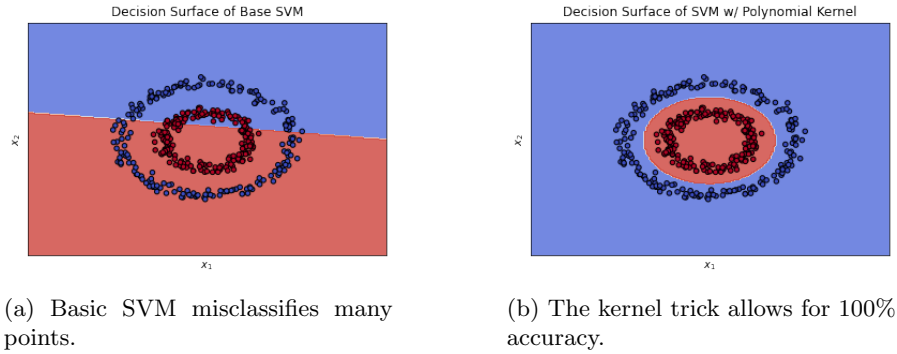 Decision Surface of Base SVM
x₂
x₁
(a) Basic SVM misclassifies many
points.
Decision Surface of SVM w/ Polynomial Kernel
x₂
x₁
(b) The kernel trick allows for 100%
accuracy.